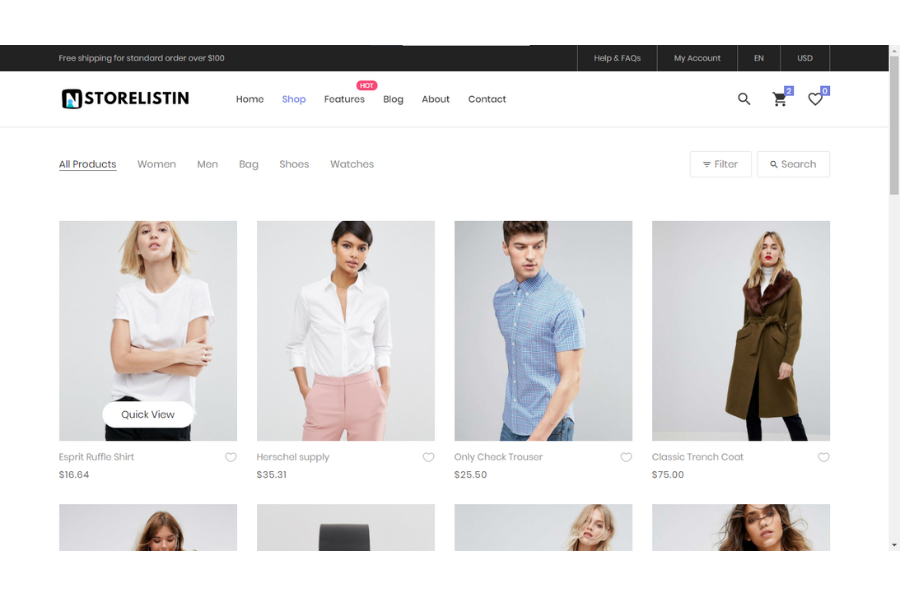 Free shipping for standard order over $100
Help & FAQs
My Account
EN
USD
STORELISTIN
Home
Shop
Features
HOT
Blog
About
Contact
2
0
All Products
Women
Men
Bag
Shoes
Watches
Filter
Search
Quick View
Esprit Ruffle Shirt
$16.64
Herschel supply
$35.31
Only Check Trouser
$25.50
Classic Trench Coat
$75.00